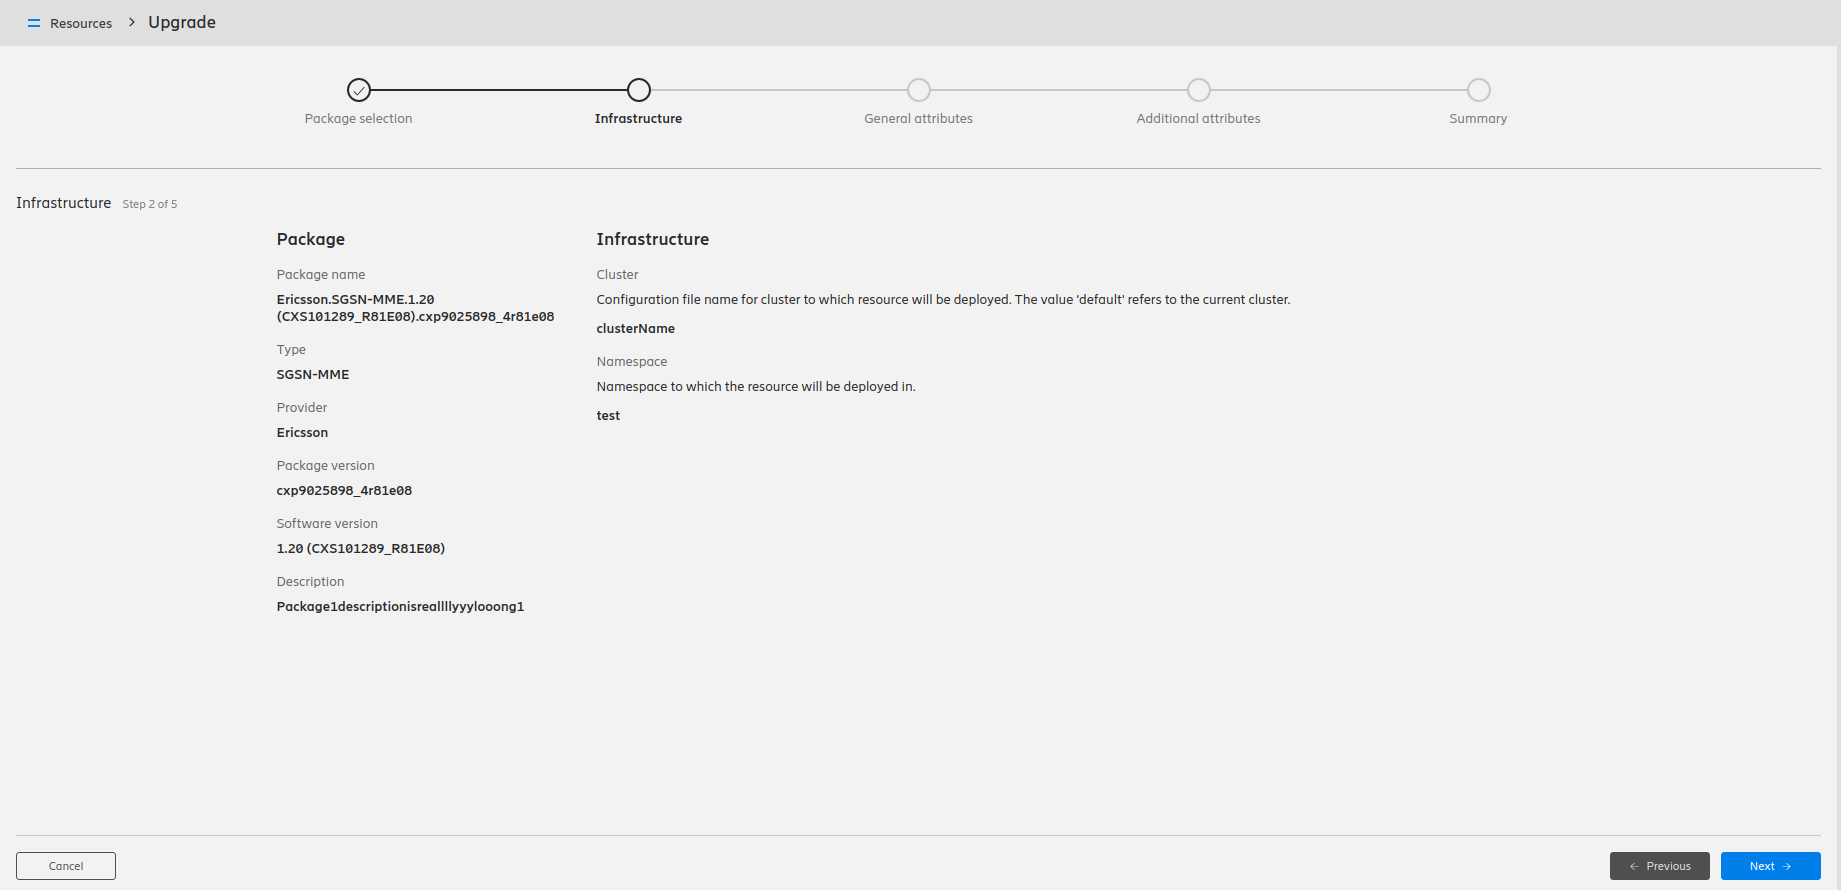 Resources > Upgrade
Package selection
Infrastructure
General attributes
Additional attributes
Summary
Infrastructure Step 2 of 5
Package
Package name
Ericsson.SGSN-MME.1.20
(CXS101289_R81E08).cxp9025898_4r81e08
Type
SGSN-MME
Provider
Ericsson
Package version
cxp9025898_4r81e08
Software version
1.20 (CXS101289_R81E08)
Description
Package1descriptionisreallllyyylooong1
Infrastructure
Cluster
Configuration file name for cluster to which resource will be deployed. The value 'default' refers to the current cluster.
clusterName
Namespace
Namespace to which the resource will be deployed in.
test
Cancel
← Previous
Next →